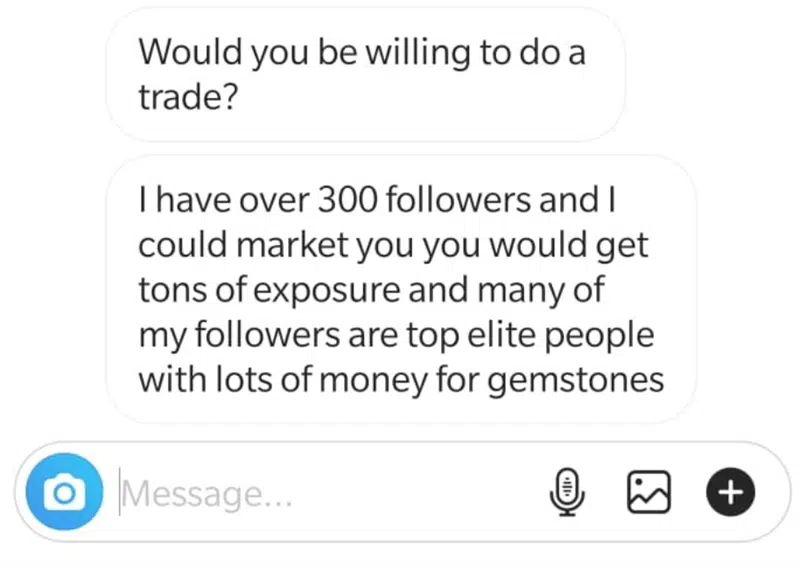 Would you be willing to do a
trade?
I have over 300 followers and I
could market you you would get
tons of exposure and many of
my followers are top elite people
with lots of money for gemstones
Message...